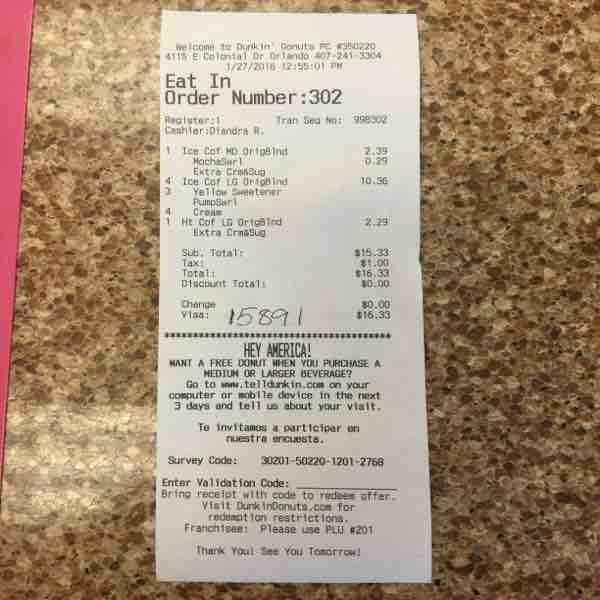 Welcome to Dunkin' Donuts PC #350220
4115 E Colonial Dr Orlando 407-241-3304
1/27/2016 12:55:01 PM
Eat In
Order Number:302
Register:1 Tran Seq No: 998302
Cashier:Diandra R.
1 Ice Cof MD OrigBlnd 2.39
MochaSwrl 0.29
Extra Crm&Sug
4 Ice Cof LG OrigBlnd 10.36
3 Yellow Sweetener
PumpSwrl
4 Cream
1 Ht Cof LG OrigBlnd 2.29
Extra Crm&Sug
Sub. Total: $15.33
Tax: $1.00
Total: $16.33
Discount Total: $0.00
Change $0.00
Visa: 15891 $16.33
HEY AMERICA!
WANT A FREE DONUT WHEN YOU PURCHASE A
MEDIUM OR LARGER BEVERAGE?
Go to www.telldunkin.com on your
computer or mobile device in the next
3 days and tell us about your visit.
Te invitamos a participar en
nuestra encuesta.
Survey Code: 30201-50220-1201-2768
Enter Validation Code:
Bring receipt with code to redeem offer.
Visit DunkinDonuts.com for
redemption restrictions.
Franchisee: Please use PLU #201
Thank You! See You Tomorrow!